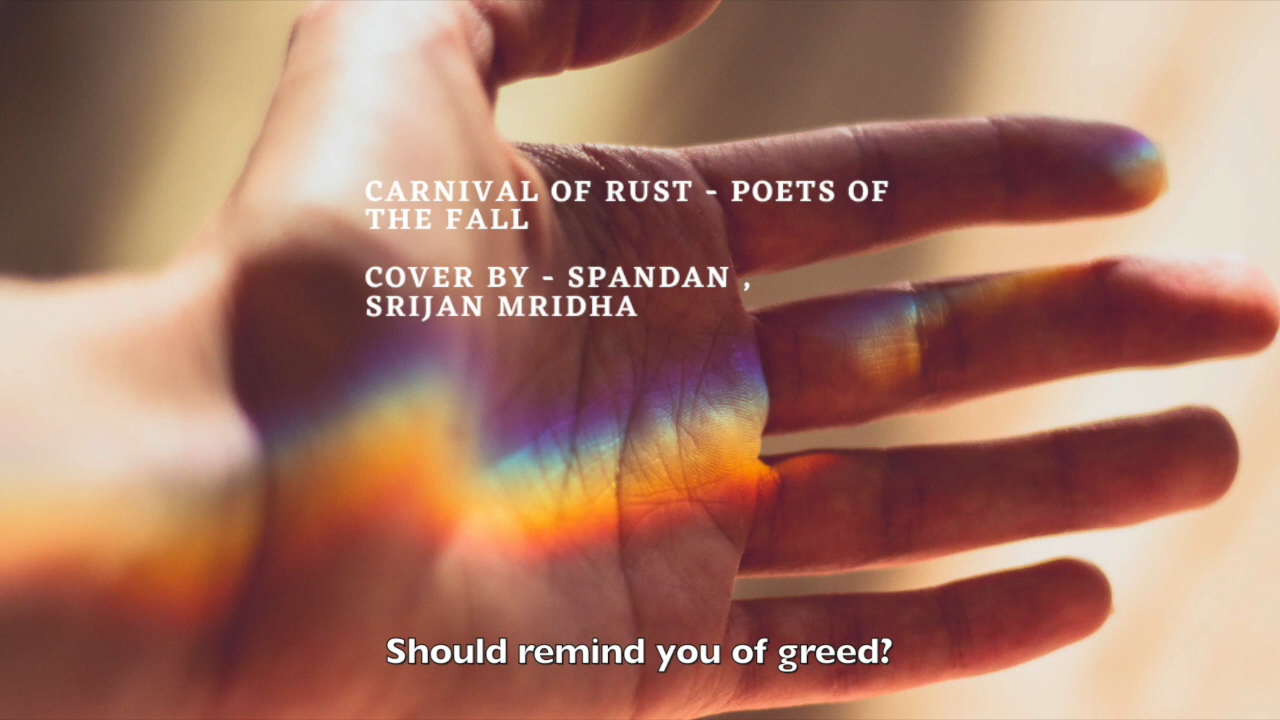 CARNIVAL OF RUST - POETS OF
THE FALL
COVER BY - SPANDAN ,
SRIJAN MRIDHA
Should remind you of greed?